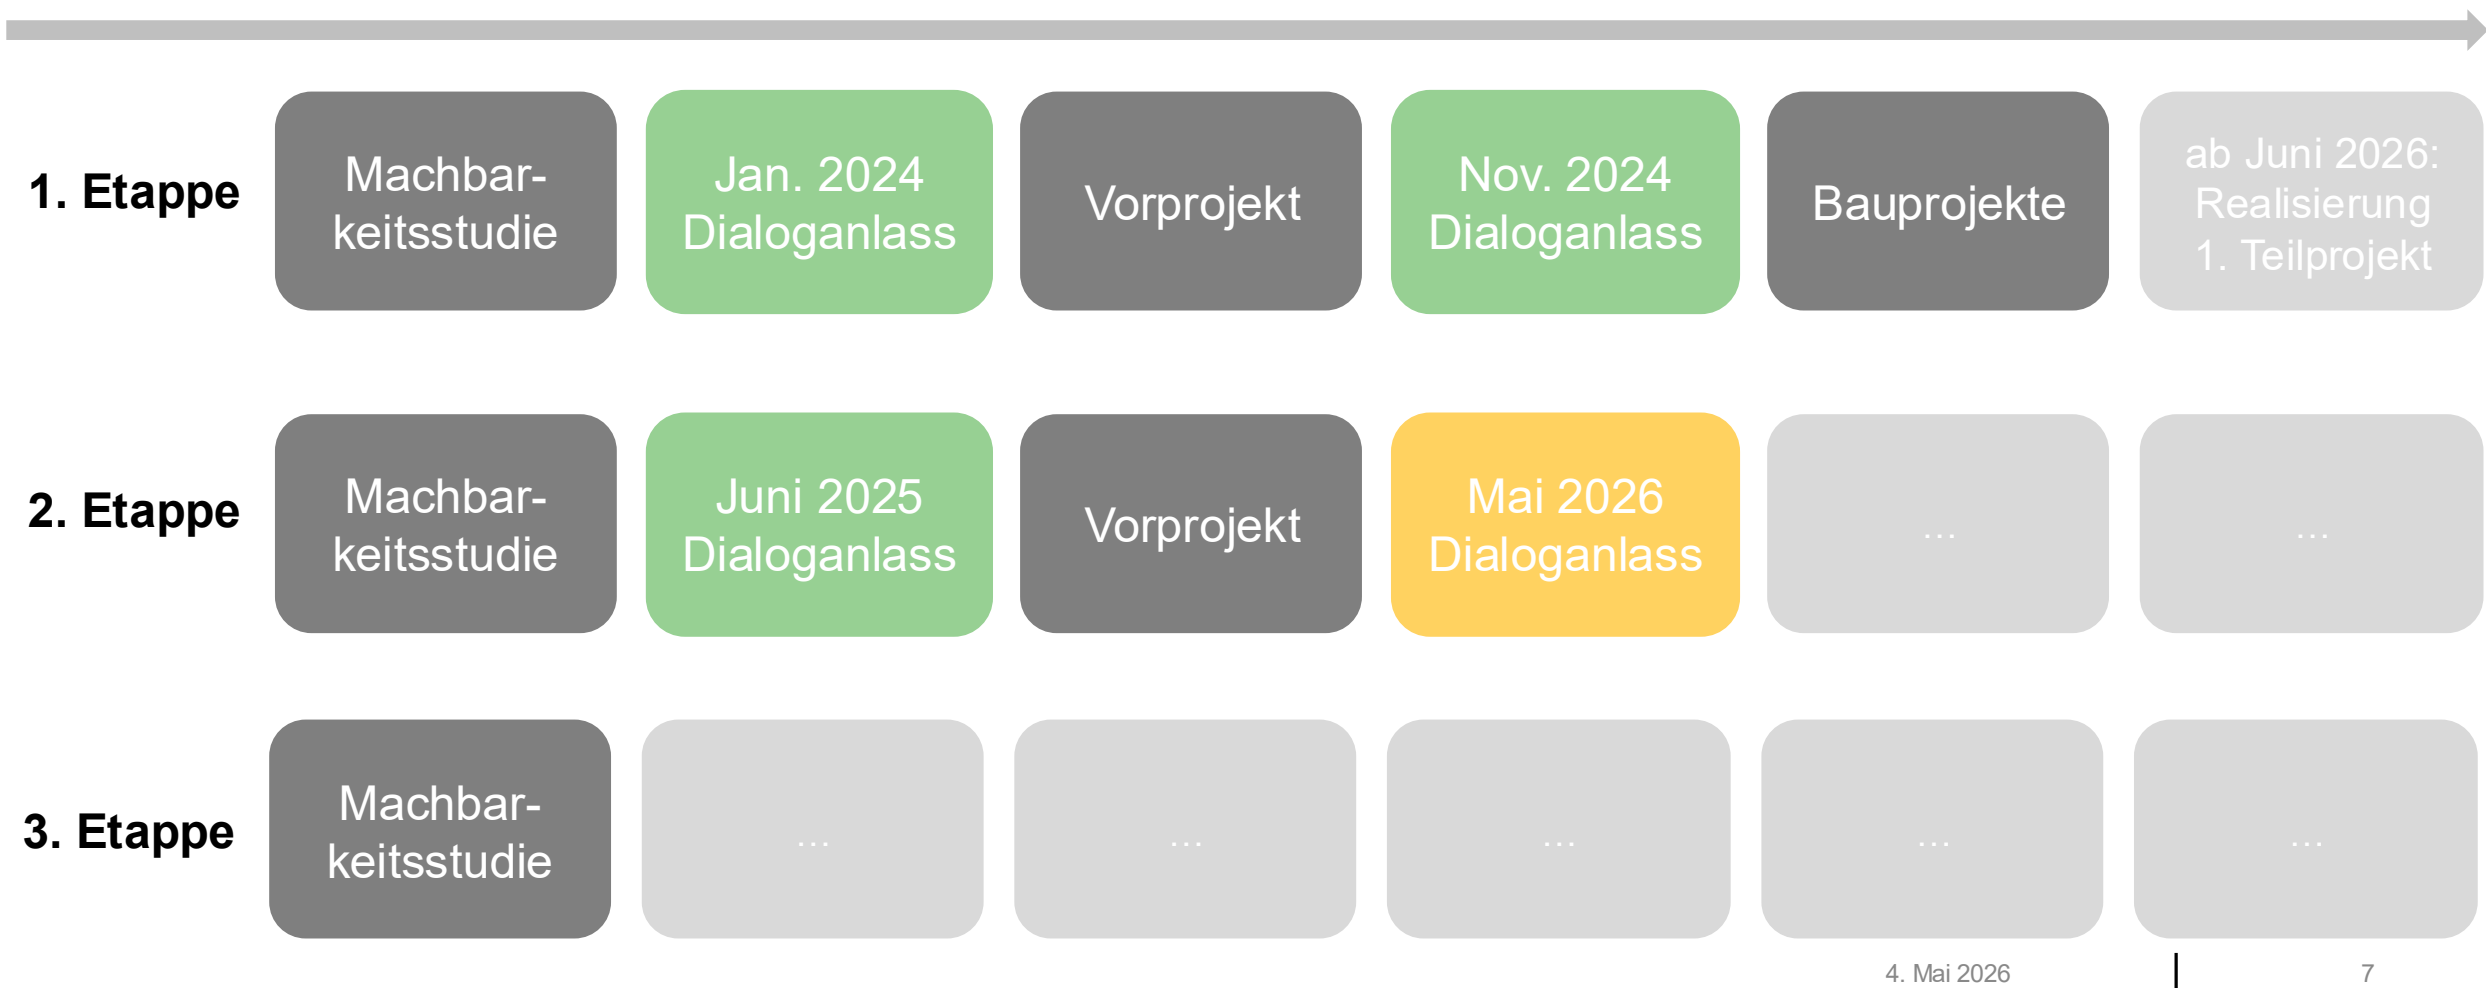 1. Etappe
Machbar-
keitsstudie
Jan. 2024
Dialoganlass
Vorprojekt
Nov. 2024
Dialoganlass
Bauprojekte
ab Juni 2026:
Realisierung
1. Teilprojekt
2. Etappe
Machbar-
keitsstudie
Juni 2025
Dialoganlass
Vorprojekt
Mai 2026
Dialoganlass
...
...
3. Etappe
Machbar-
keitsstudie
...
...
...
...
...
4. Mai 2026
7